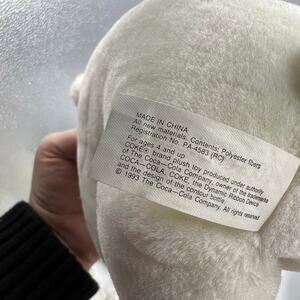 MADE IN CHINA
All new materials. Contents: Polyester fibers
Registration No. PA-4583 (RC)
For ages 4 and up
COKE® brand plush toy produced under authority
of The Coca-Cola Company, owner of the trademarks
COCA-COLA, COKE, the Dynamic Ribbon Device
and the design of the contour bottle.
© 1993 The Coca-Cola Company. All rights reserved